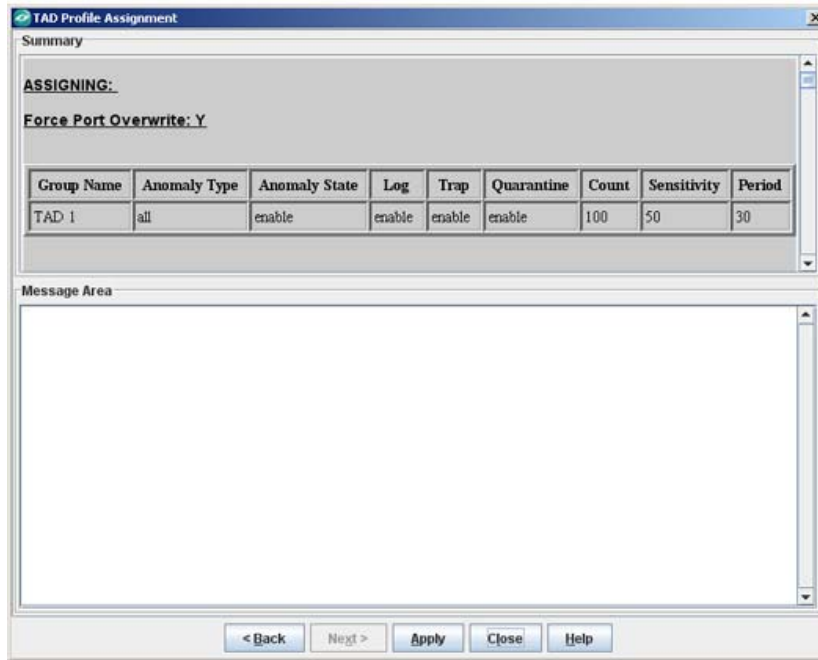 TAD Profile Assignment
Summary
ASSIGNING:
Force Port Overwrite: Y
Group Name Anomaly Type Anomaly State Log Trap Quarantine Count Sensitivity Period
TAD 1 all enable enable enable enable 100 50 30
Message Area
< Back Next > Apply Close Help